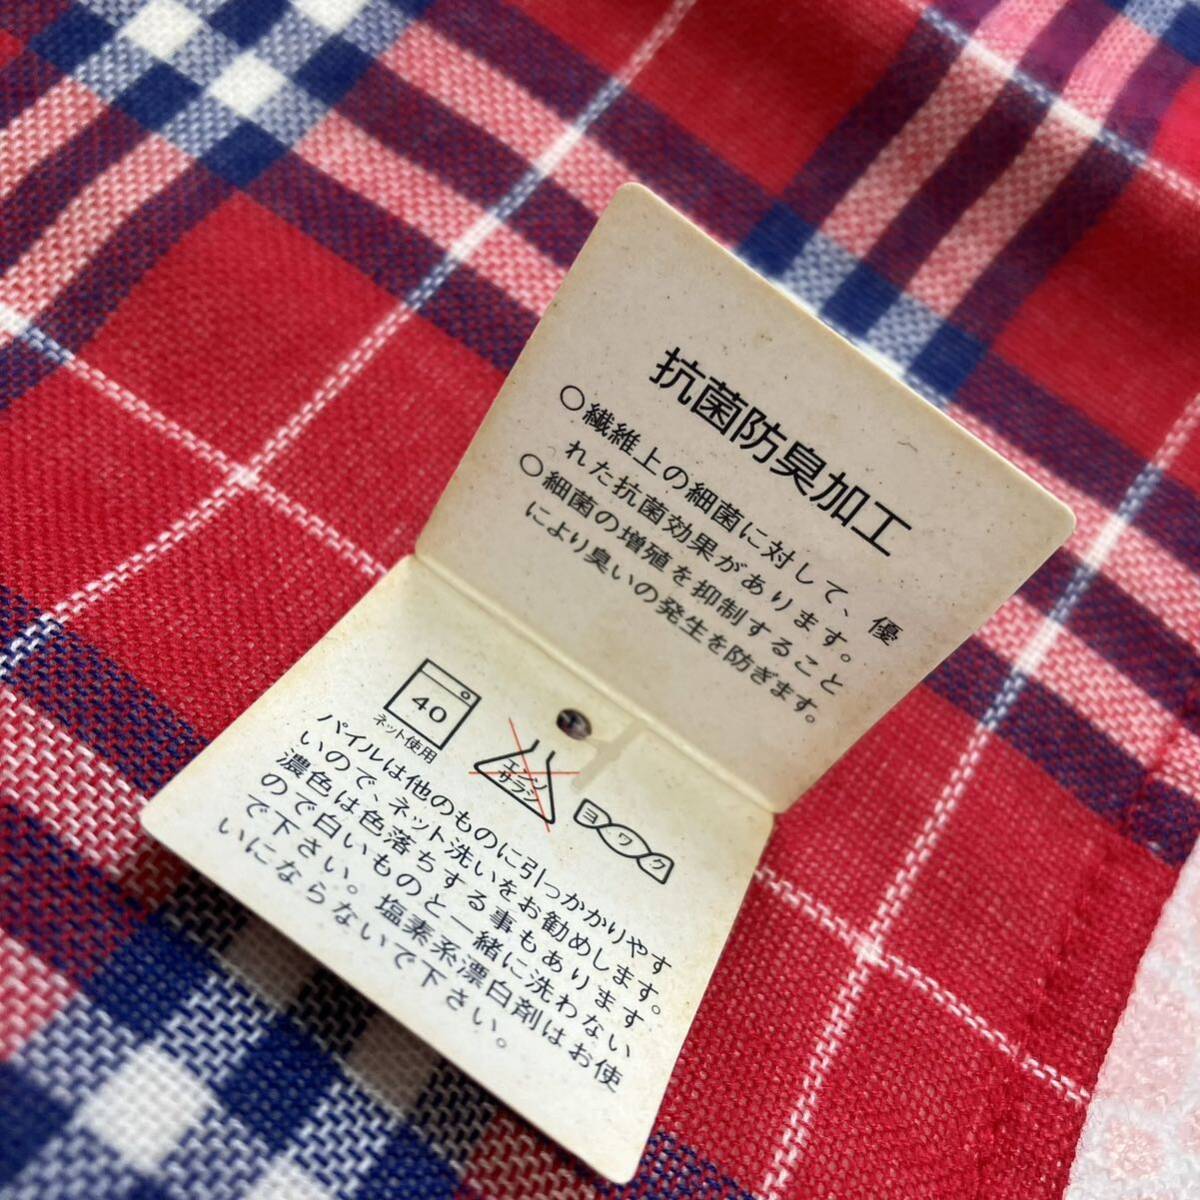 抗菌防臭加工
○繊維上の細菌に対して、優
れた抗菌効果があります。
○細菌の増殖を抑制すること
により臭いの発生を防ぎます。
40
ネット使用
エンソ
サラシ
ヨワク
パイルは他のものに引っかかりやす
いので、ネット洗いをお勧めします。
濃色は色落ちする事もあります
ので白いものと一緒に洗わない
で下さい。塩素系漂白剤はお使
いにならないで下さい。